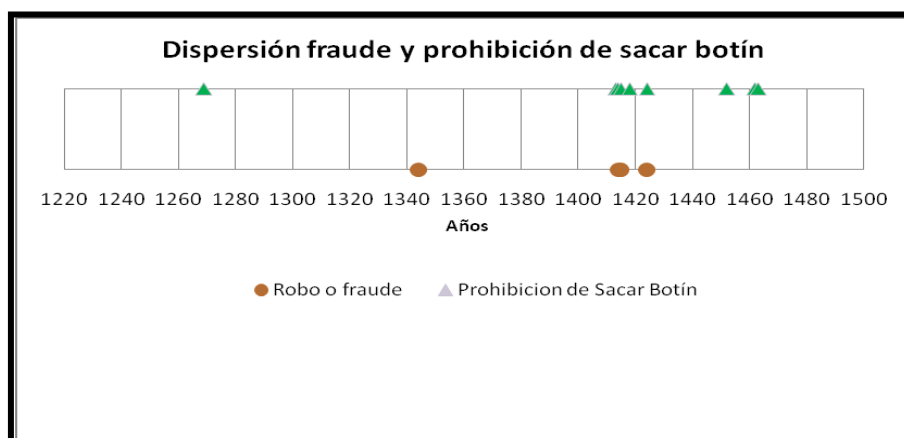 Dispersión fraude y prohibición de sacar botín
1220 1240 1260 1280 1300 1320 1340 1360 1380 1400 1420 1440 1460 1480 1500
Años
Robo o fraude Prohibicion de Sacar Botín